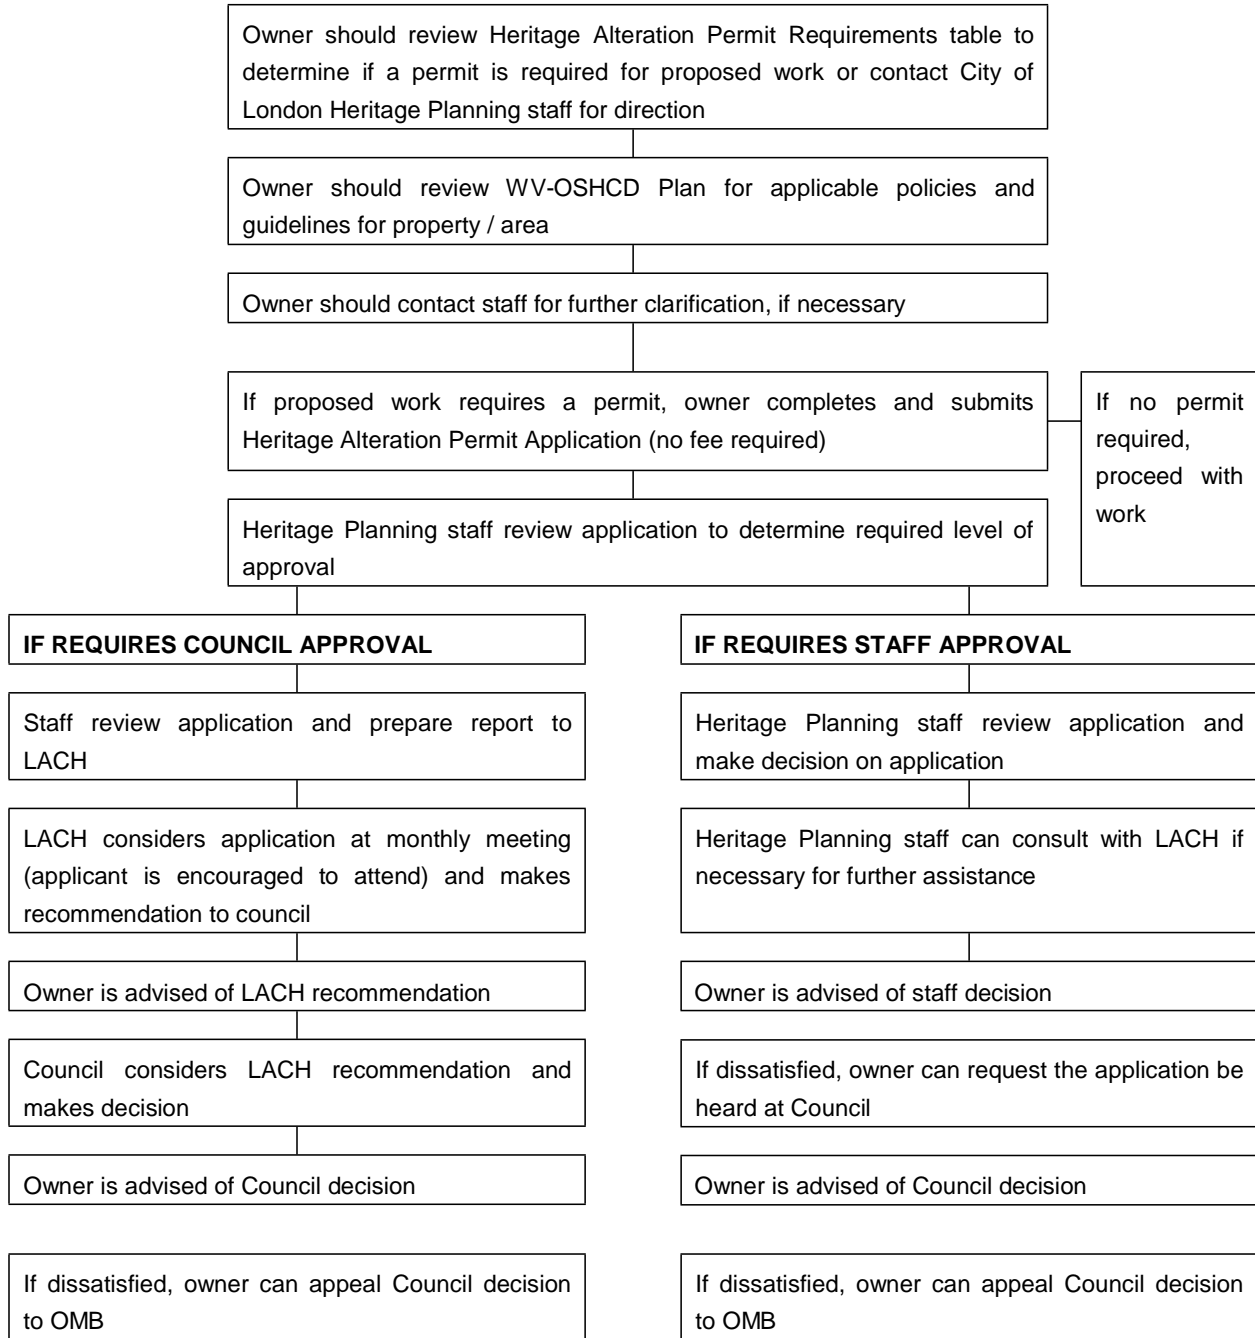 Owner should review Heritage Alteration Permit Requirements table to
determine if a permit is required for proposed work or contact City of
London Heritage Planning staff for direction
Owner should review WV-OSHCD Plan for applicable policies and
guidelines for property / area
Owner should contact staff for further clarification, if necessary
If proposed work requires a permit, owner completes and submits
Heritage Alteration Permit Application (no fee required)
If no permit
required,
proceed with
work
Heritage Planning staff review application to determine required level of
approval
IF REQUIRES COUNCIL APPROVAL
Staff review application and prepare report to
LACH
LACH considers application at monthly meeting
(applicant is encouraged to attend) and makes
recommendation to council
Owner is advised of LACH recommendation
Council considers LACH recommendation and
makes decision
Owner is advised of Council decision
If dissatisfied, owner can appeal Council decision
to OMB
IF REQUIRES STAFF APPROVAL
Heritage Planning staff review application and
make decision on application
Heritage Planning staff can consult with LACH if
necessary for further assistance
Owner is advised of staff decision
If dissatisfied, owner can request the application be
heard at Council
Owner is advised of Council decision
If dissatisfied, owner can appeal Council decision
to OMB